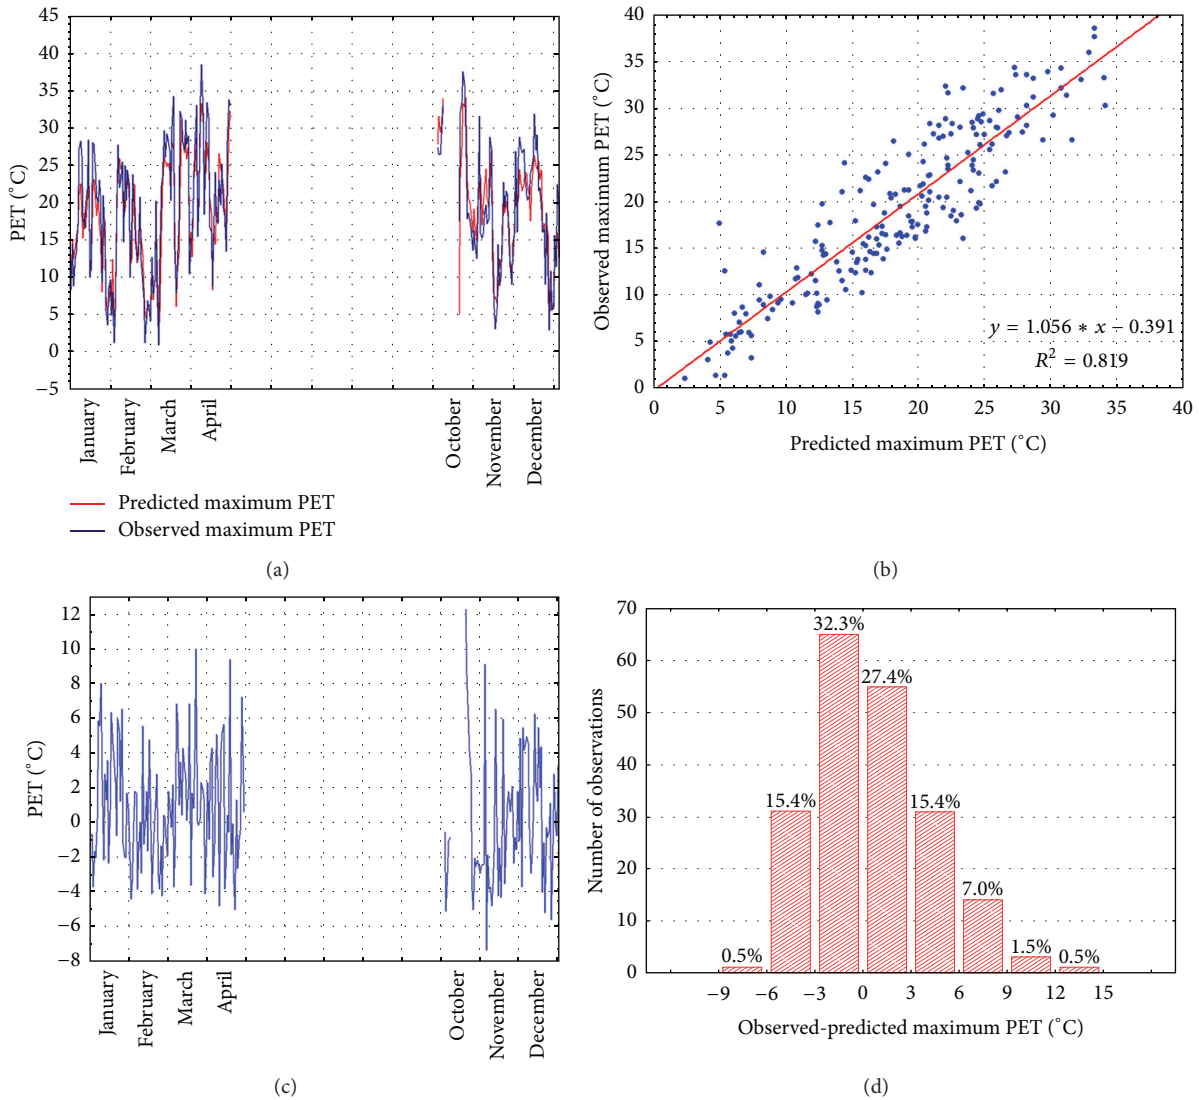 45
40
35
30
25
20
15
10
5
0
−5
PET (°C)
January
February
March
April
October
November
December
Predicted maximum PET
Observed maximum PET
(a)
40
35
30
25
20
15
10
5
0
Observed maximum PET (°C)
y = 1.056 ∗ x − 0.391
R² = 0.819
0 5 10 15 20 25 30 35 40
Predicted maximum PET (°C)
(b)
12
10
8
6
4
2
0
−2
−4
−6
−8
PET (°C)
January
February
March
April
October
November
December
(c)
70
60
50
40
30
20
10
0
Number of observations
0.5%
15.4%
32.3%
27.4%
15.4%
7.0%
1.5%
0.5%
−9 −6 −3 0 3 6 9 12 15
Observed-predicted maximum PET (°C)
(d)